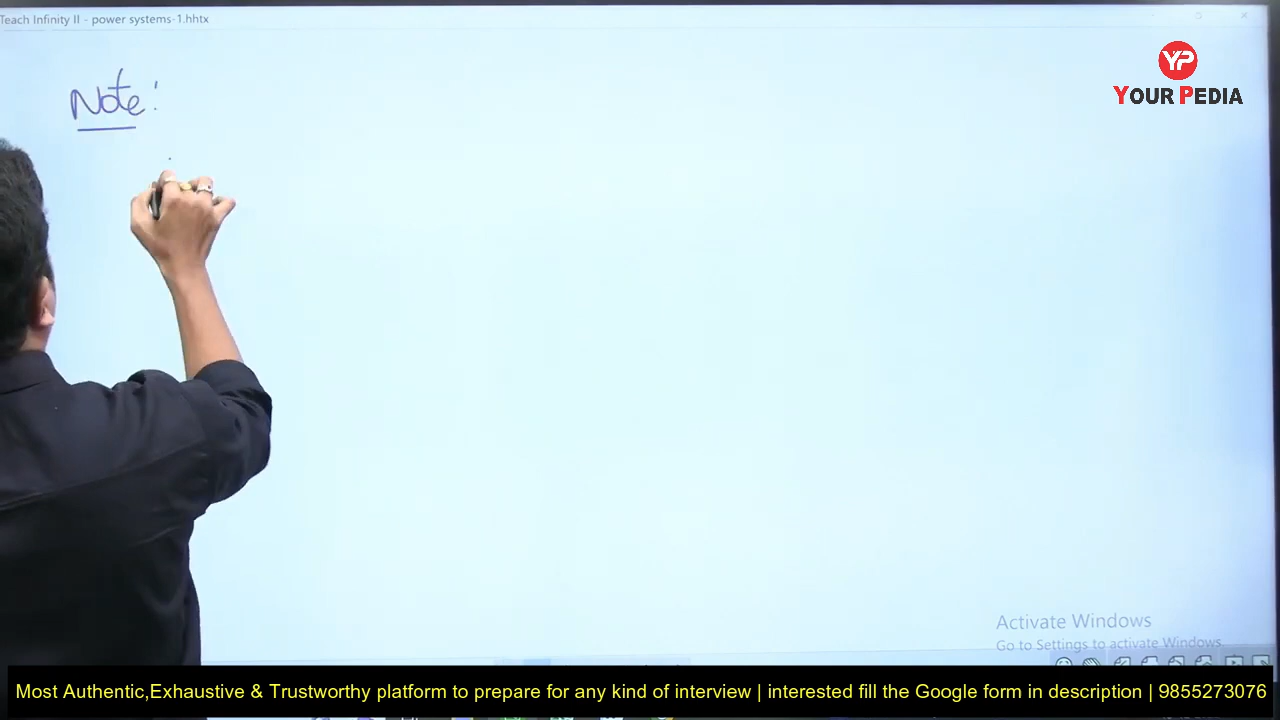 Teach Infinity II - power systems-1.hhtx
YP
YOUR PEDIA
Note:
Activate Windows
Go to Settings to activate Windows.
Most Authentic,Exhaustive & Trustworthy platform to prepare for any kind of interview | interested fill the Google form in description | 9855273076